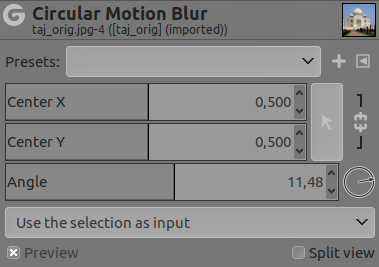 Circular Motion Blur
taj_orig.jpg-4 ([taj_orig] (imported))
Presets:
Center X 0,500
Center Y 0,500
Angle 11,48
Use the selection as input
Preview Split view